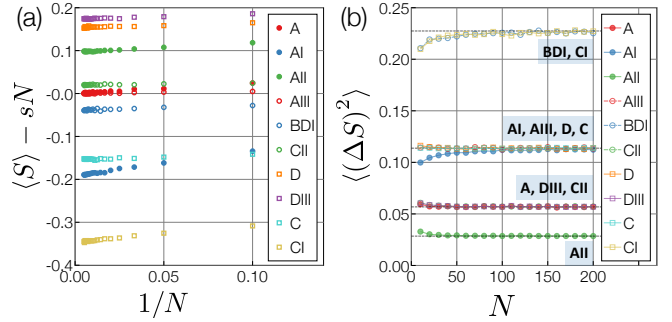 (a)
⟨S⟩ − sN
0.2
0.1
-0.0
-0.1
-0.2
-0.3
-0.4
0.00
0.05
0.10
1/N
A
AI
AII
AIII
BDI
CII
D
DIII
C
CI
(b)
⟨(ΔS)²⟩
0.25
0.20
0.15
0.10
0.05
0.00
0
50
100
150
200
N
BDI, CI
AI, AIII, D, C
A, DIII, CII
AII
A
AI
AII
AIII
BDI
CII
D
DIII
C
CI